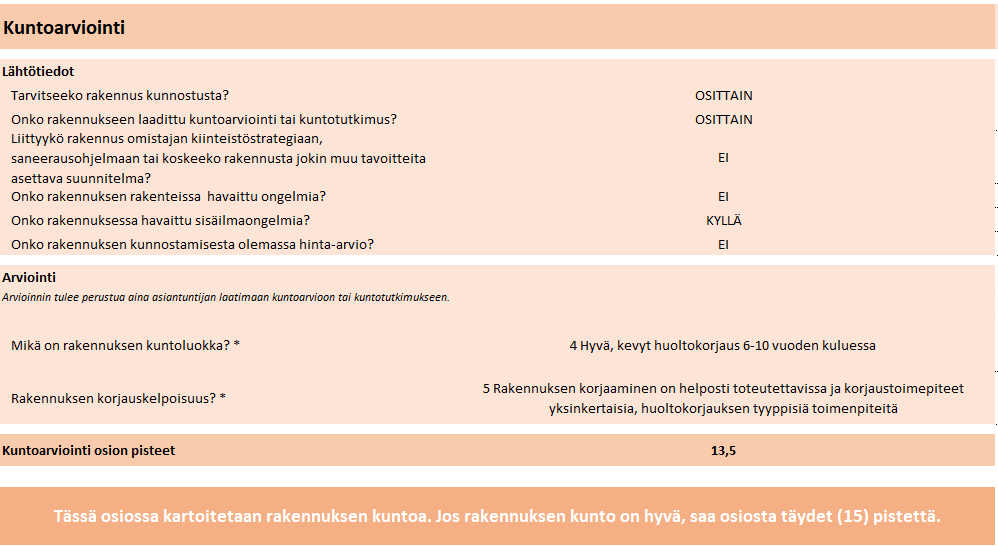 Kuntoarviointi
Lähtötiedot
Tarvitseeko rakennus kunnostusta? OSITTAIN
Onko rakennukseen laadittu kuntoarviointi tai kuntotutkimus? OSITTAIN
Liittyykö rakennus omistajan kiinteistöstrategiaan,
saneerausohjelmaan tai koskeeko rakennusta jokin muu tavoitteita
asettava suunnitelma? EI
Onko rakennuksen rakenteissa havaittu ongelmia? EI
Onko rakennuksessa havaittu sisäilmaongelmia? KYLLÄ
Onko rakennuksen kunnostamisesta olemassa hinta-arvio? EI
Arviointi
Arvioinnin tulee perustua aina asiantuntijan laatimaan kuntoarvioon tai kuntotutkimukseen.
Mikä on rakennuksen kuntoluokka? * 4 Hyvä, kevyt huoltokorjaus 6-10 vuoden kuluessa
Rakennuksen korjauskelpoisuus? * 5 Rakennuksen korjaaminen on helposti toteutettavissa ja korjaustoimepiteet
yksinkertaisia, huoltokorjauksen tyyppisiä toimenpiteitä
Kuntoarviointi osion pisteet 13,5
Tässä osiossa kartoitetaan rakennuksen kuntoa. Jos rakennuksen kunto on hyvä, saa osiosta täydet (15) pistettä.